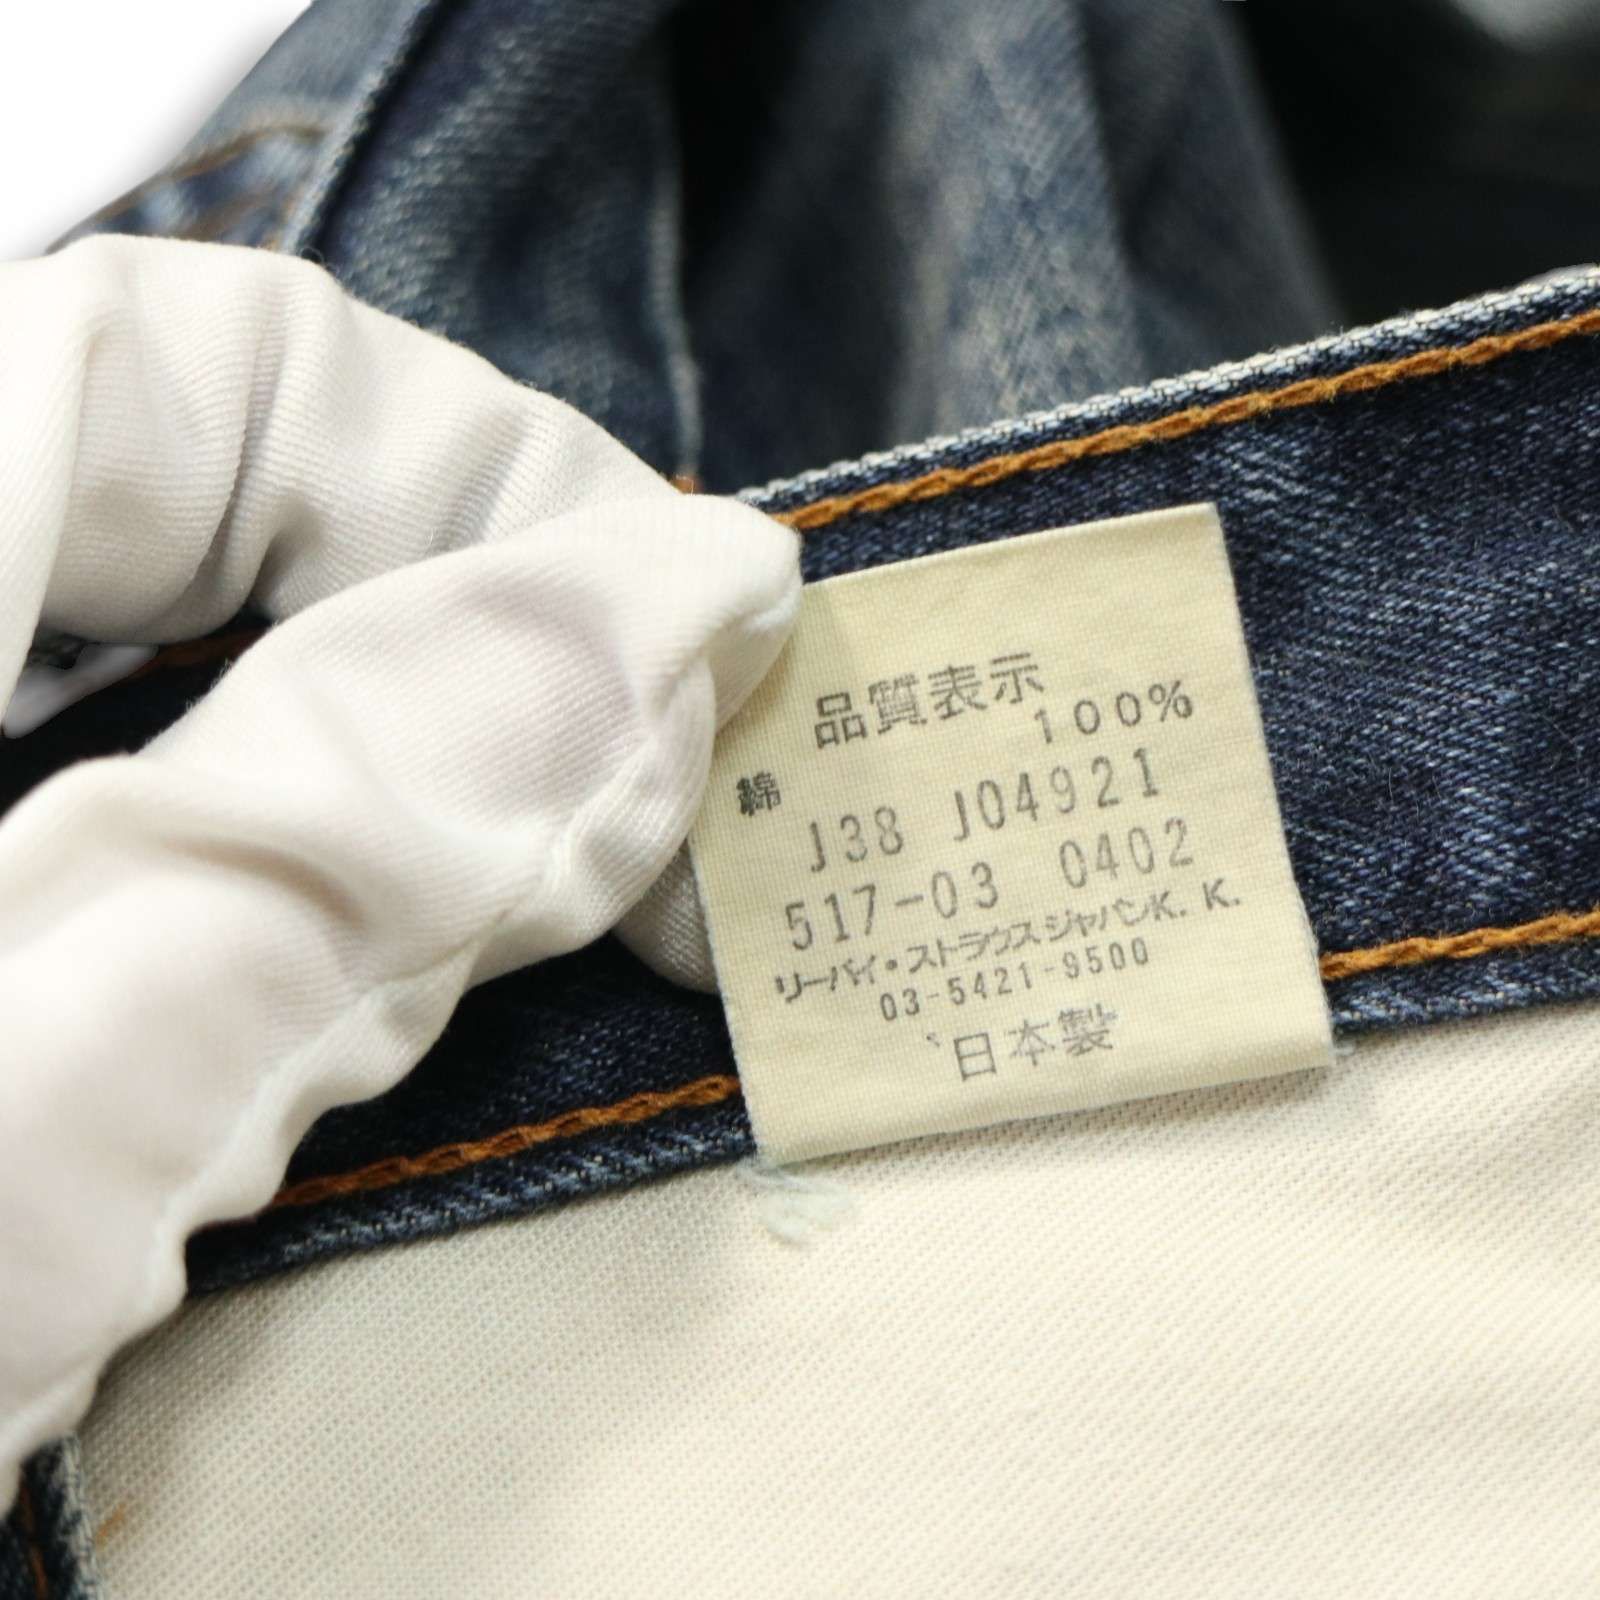 品質表示
綿 100%
J38 J04921
517-03 0402
リーバイ・ストラウスジャパンK.K.
03-5421-9500
日本製